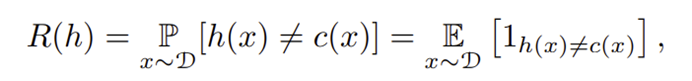 R(h) = ℙ_{x∼𝒟} [h(x) ≠ c(x)] = 𝔼_{x∼𝒟} [1_{h(x)≠c(x)}] ,